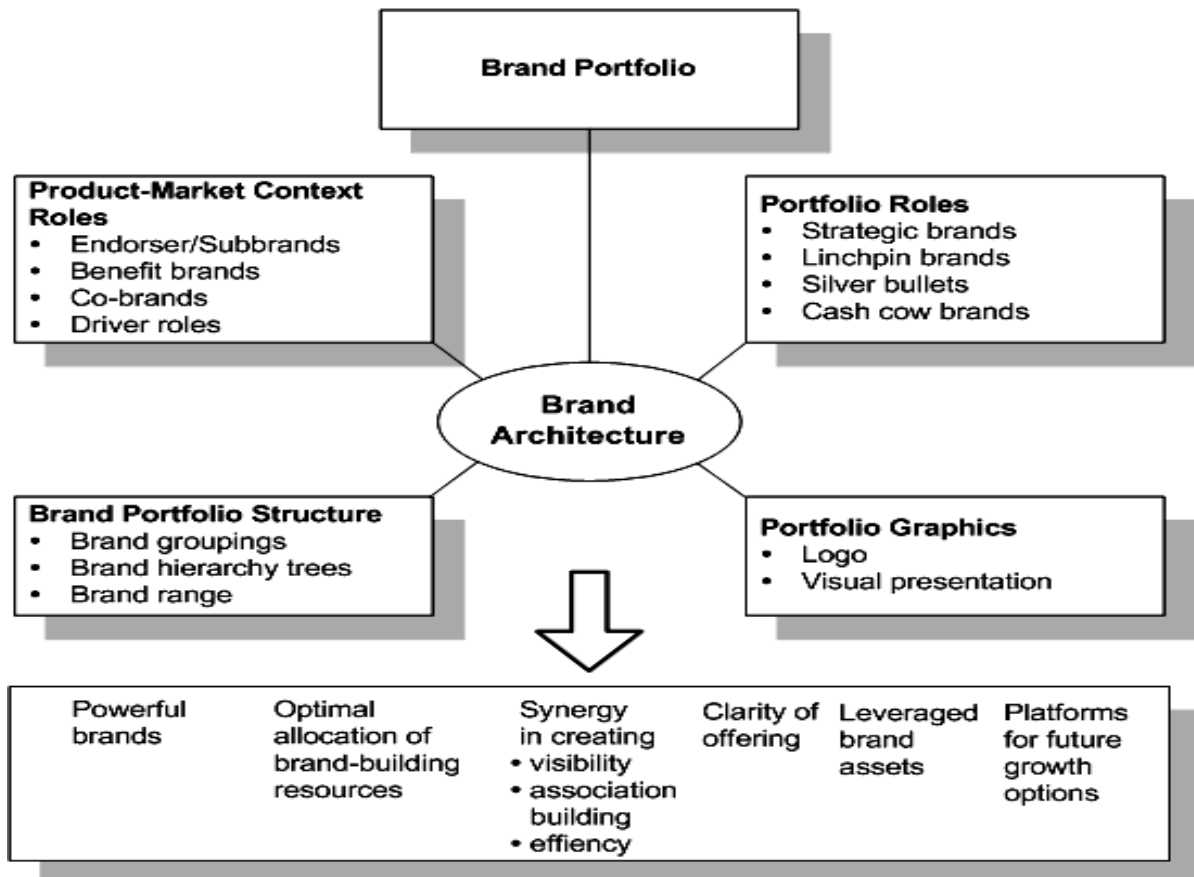 Brand Portfolio
Product-Market Context
Roles
• Endorser/Subbrands
• Benefit brands
• Co-brands
• Driver roles
Portfolio Roles
• Strategic brands
• Linchpin brands
• Silver bullets
• Cash cow brands
Brand
Architecture
Brand Portfolio Structure
• Brand groupings
• Brand hierarchy trees
• Brand range
Portfolio Graphics
• Logo
• Visual presentation
Powerful
brands
Optimal
allocation of
brand-building
resources
Synergy
in creating
• visibility
• association
building
• effiency
Clarity of
offering
Leveraged
brand
assets
Platforms
for future
growth
options